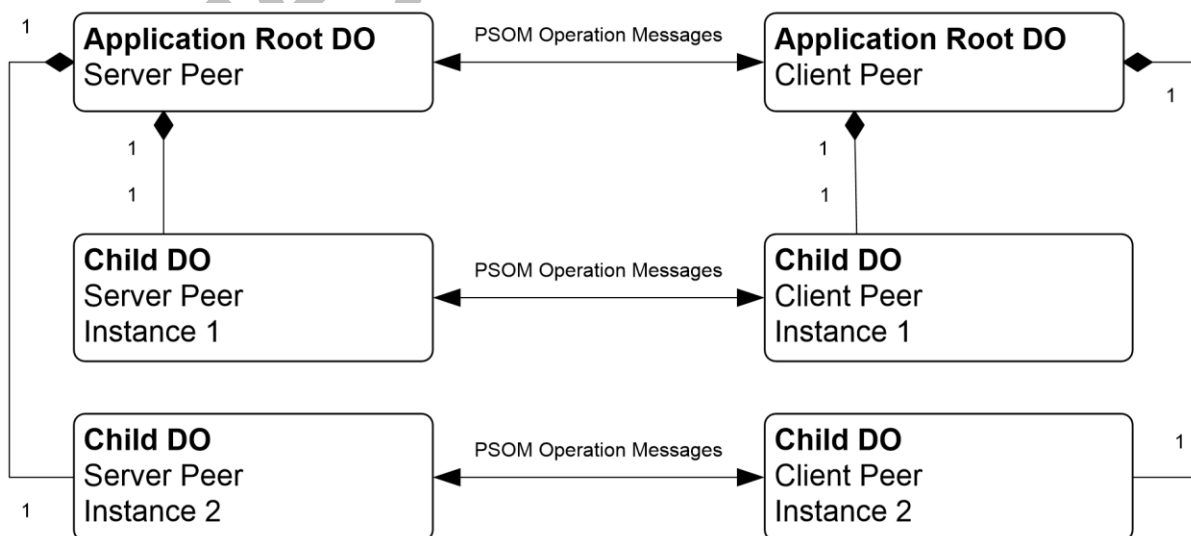 1
Application Root DO
Server Peer
PSOM Operation Messages
Application Root DO
Client Peer
1
1
1
1
1
Child DO
Server Peer
Instance 1
PSOM Operation Messages
Child DO
Client Peer
Instance 1
Child DO
Server Peer
Instance 2
PSOM Operation Messages
Child DO
Client Peer
Instance 2
1
1